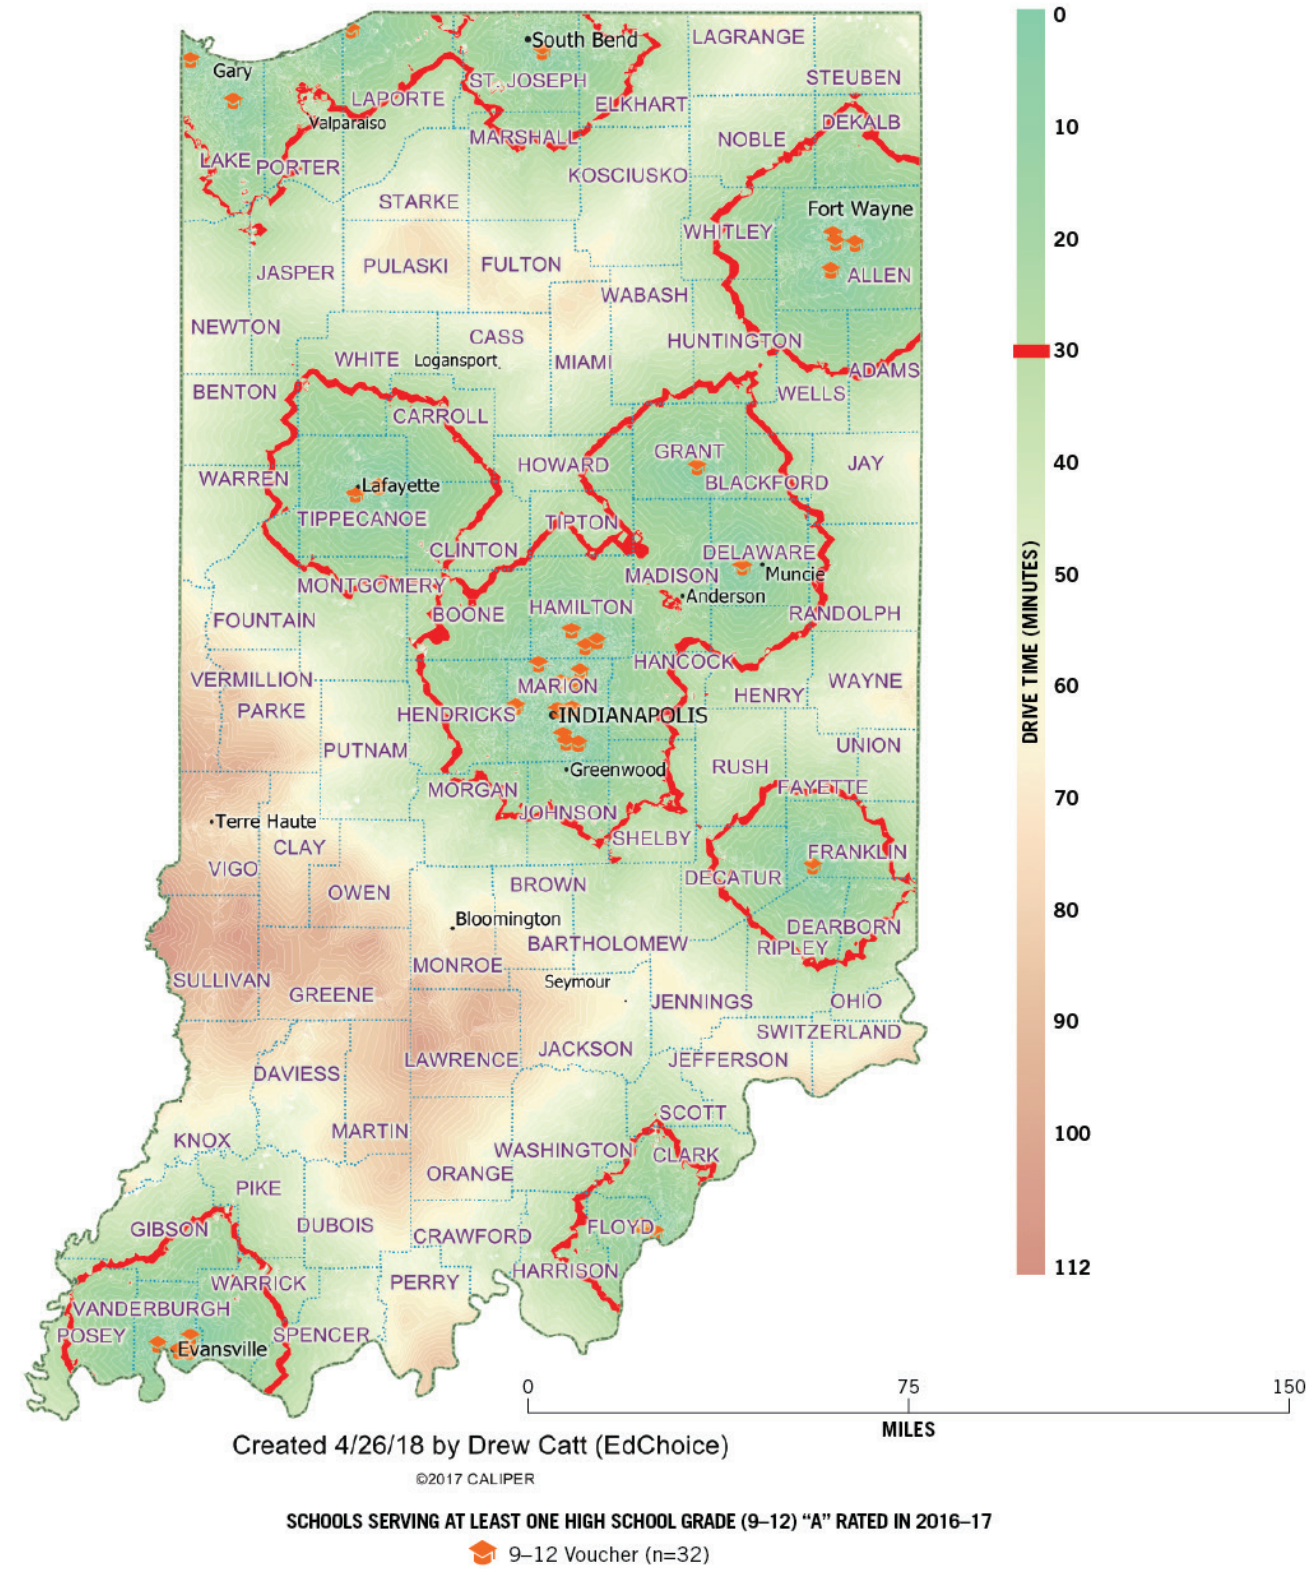 0
South Bend
LAGRANGE
Gary
STEUBEN
ST. JOSEPH
LAPORTE
ELKHART
Valparaiso
DEKALB
10
MARSHALL
NOBLE
LAKE
PORTER
KOSCIUSKO
STARKE
Fort Wayne
WHITLEY
20
PULASKI
FULTON
JASPER
ALLEN
WABASH
NEWTON
CASS
HUNTINGTON
30
WHITE
Logansport
MIAMI
ADAMS
BENTON
WELLS
CARROLL
GRANT
HOWARD
JAY
40
WARREN
BLACKFORD
Lafayette
TIPPECANOE
TIPTON
CLINTON
DELAWARE
MADISON
Muncie
50
MONTGOMERY
Anderson
HAMILTON
BOONE
RANDOLPH
FOUNTAIN
DRIVE TIME (MINUTES)
HANCOCK
VERMILLION
MARION
WAYNE
60
HENRY
PARKE
HENDRICKS
INDIANAPOLIS
PUTNAM
UNION
RUSH
Greenwood
MORGAN
FAYETTE
70
JOHNSON
Terre Haute
SHELBY
CLAY
FRANKLIN
VIGO
DECATUR
BROWN
OWEN
80
Bloomington
DEARBORN
BARTHOLOMEW
RIPLEY
MONROE
SULLIVAN
Seymour
GREENE
JENNINGS
OHIO
90
SWITZERLAND
JACKSON
LAWRENCE
JEFFERSON
DAVIESS
SCOTT
MARTIN
100
KNOX
WASHINGTON
CLARK
ORANGE
PIKE
GIBSON
DUBOIS
FLOYD
CRAWFORD
112
HARRISON
WARRICK
PERRY
VANDERBURGH
POSEY
SPENCER
Evansville
0 75 150
MILES
Created 4/26/18 by Drew Catt (EdChoice)
©2017 CALIPER
SCHOOLS SERVING AT LEAST ONE HIGH SCHOOL GRADE (9–12) “A” RATED IN 2016–17
9–12 Voucher (n=32)